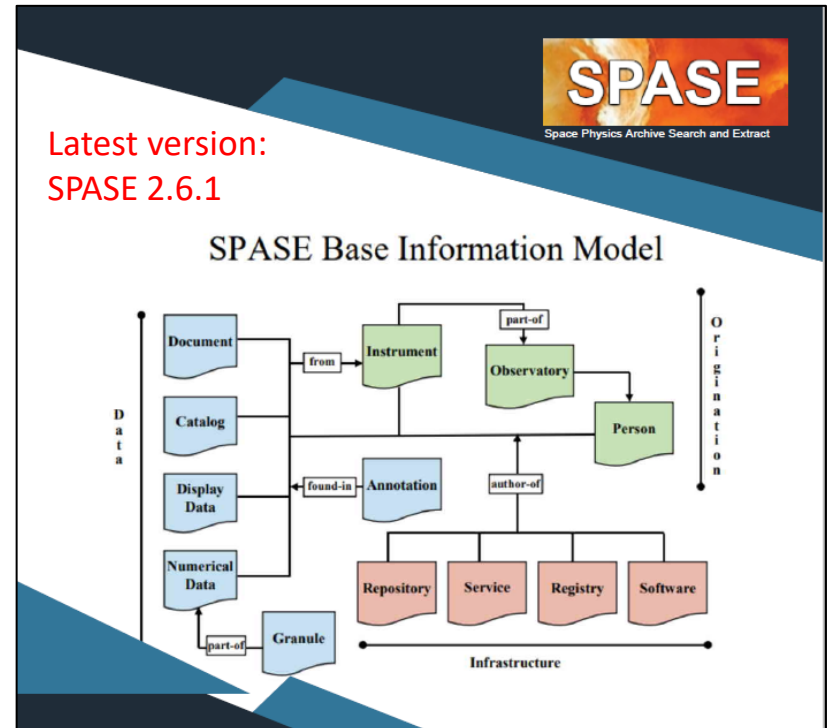 SPASE
Space Physics Archive Search and Extract
Latest version:
SPASE 2.6.1
SPASE Base Information Model
Data
Document
Catalog
Display
Data
Numerical
Data
from
Instrument
part-of
Observatory
Person
Origination
found-in
Annotation
author-of
part-of
Granule
Repository
Service
Registry
Software
Infrastructure